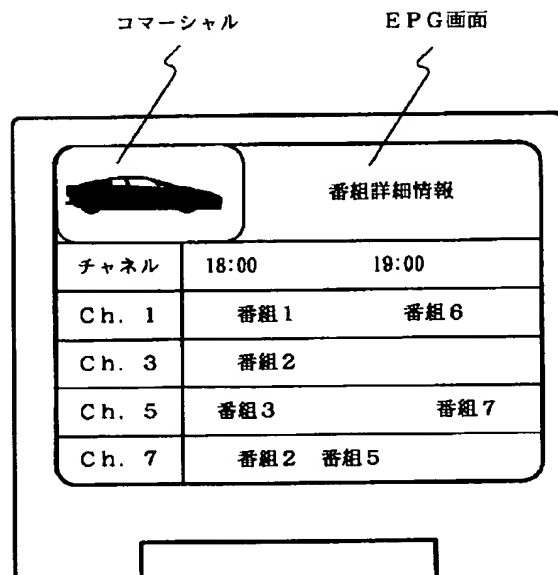 コマーシャル EPG画面
番組詳細情報
チャネル 18:00 19:00
Ch. 1 番組1 番組6
Ch. 3 番組2
Ch. 5 番組3 番組7
Ch. 7 番組2 番組5